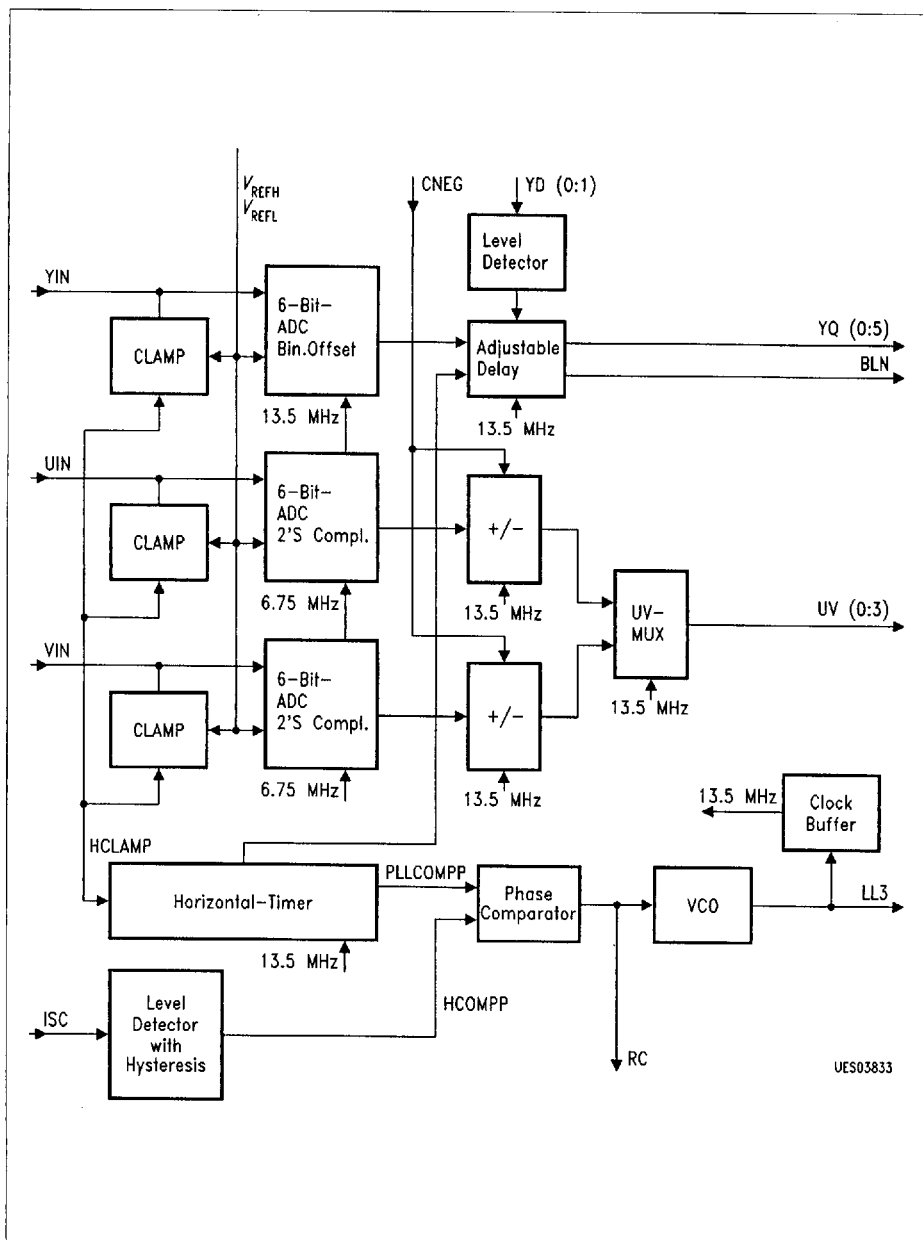 V REFH
V REFL
CNEG
YD (0:1)
Level
Detector
YIN
6-Bit-
ADC
Bin.Offset
CLAMP
Adjustable
Delay
YQ (0:5)
BLN
13.5 MHz
13.5 MHz
UIN
6-Bit-
ADC
2'S Compl.
CLAMP
+/-
6.75 MHz
13.5 MHz
UV-
MUX
UV (0:3)
VIN
6-Bit-
ADC
2'S Compl.
CLAMP
+/-
13.5 MHz
6.75 MHz
13.5 MHz
13.5 MHz
Clock
Buffer
HCLAMP
PLLCOMPP
Horizontal-Timer
Phase
Comparator
VCO
LL3
13.5 MHz
ISC
Level
Detector
with
Hysteresis
HCOMPP
RC
UES03833